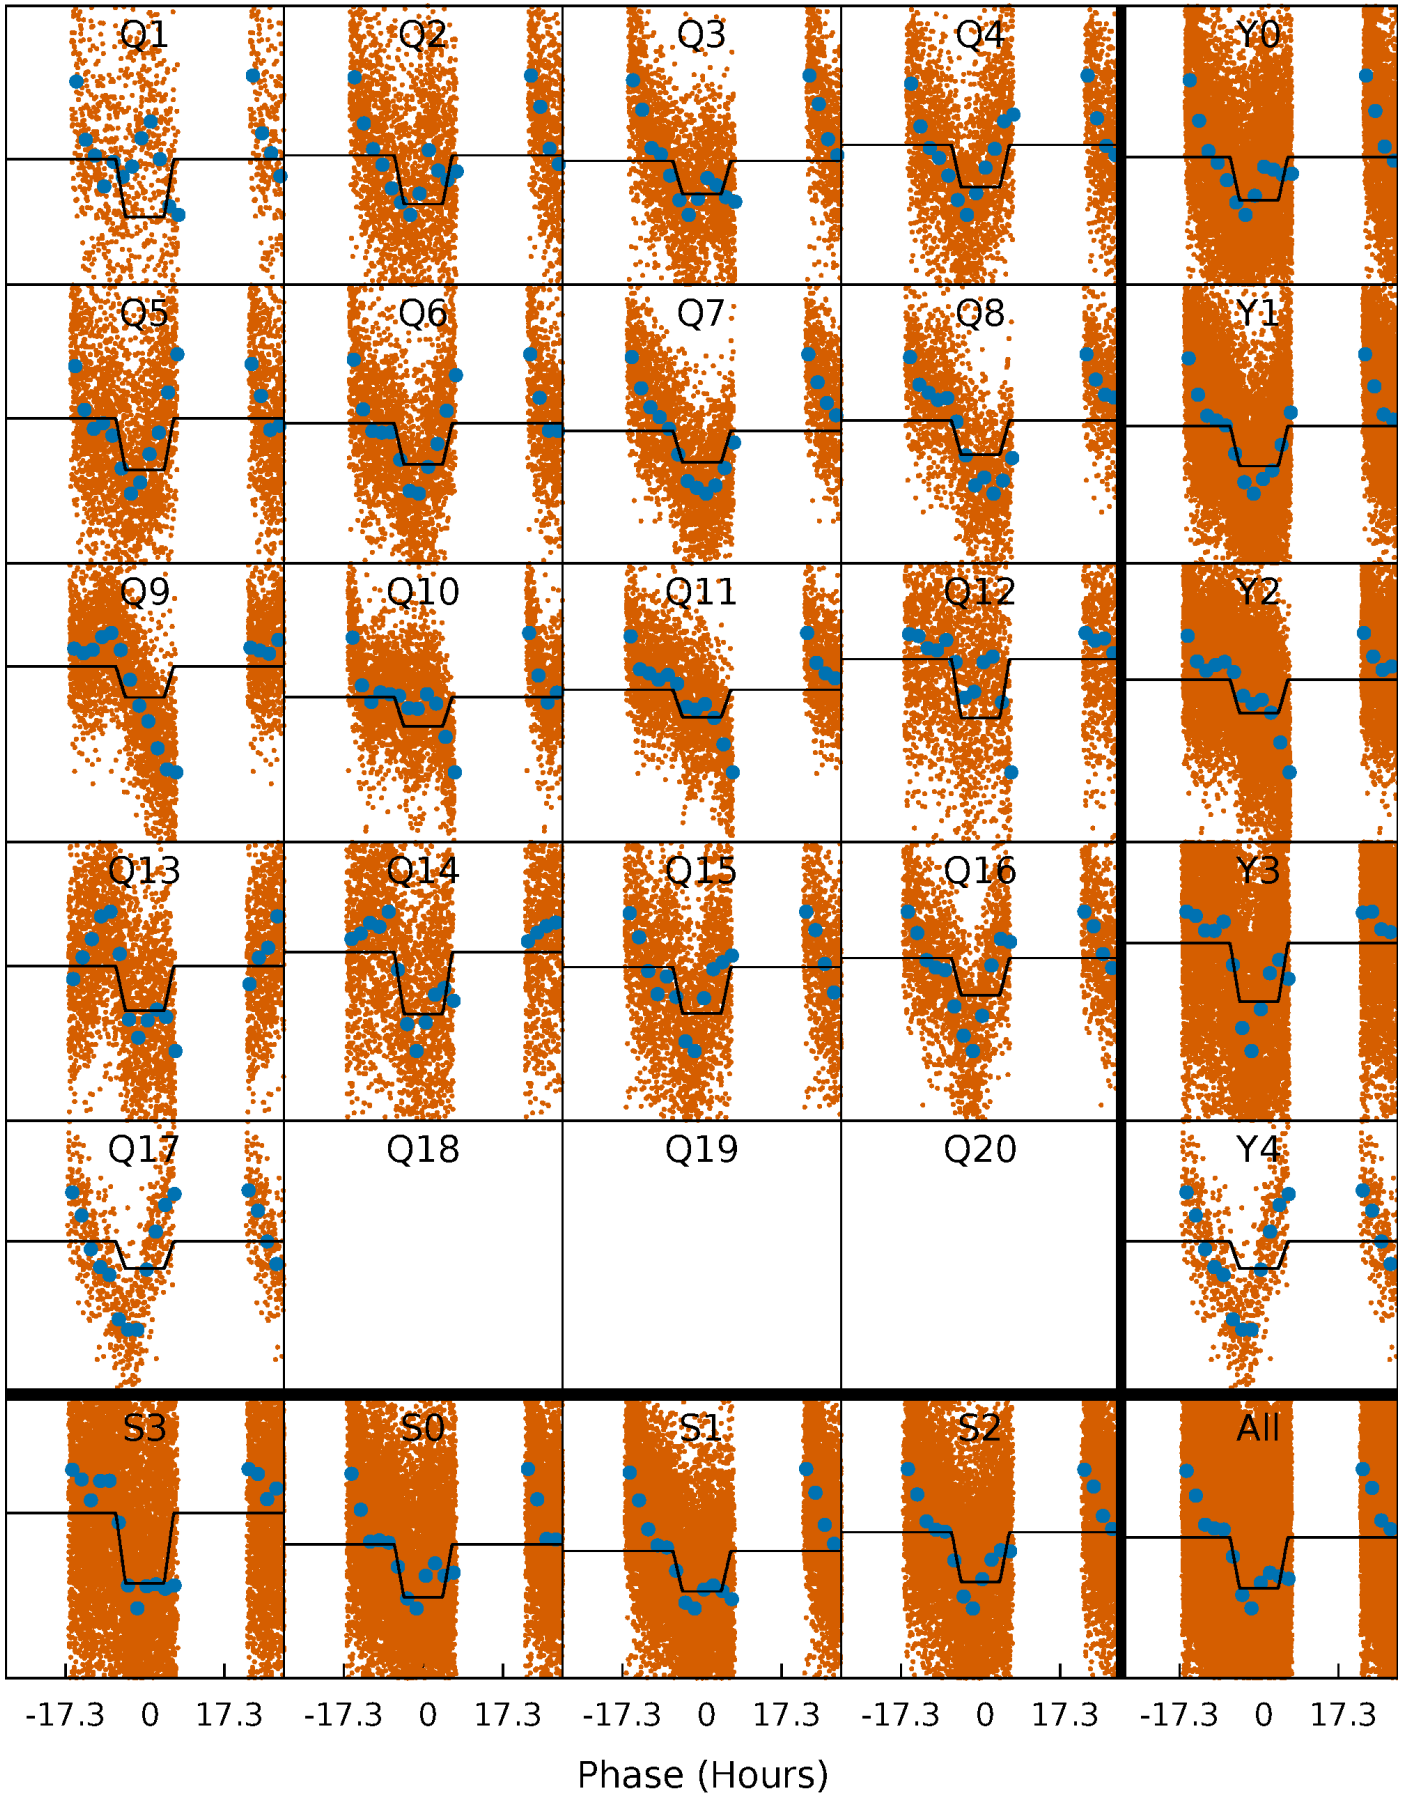 Q1 Q2 Q3 Q4 Y0
Q5 Q6 Q7 Q8 Y1
Q9 Q10 Q11 Q12 Y2
Q13 Q14 Q15 Q16 Y3
Q17 Q18 Q19 Q20 Y4
S3 S0 S1 S2 All
-17.3 0 17.3 -17.3 0 17.3 -17.3 0 17.3 -17.3 0 17.3 -17.3 0 17.3
Phase (Hours)